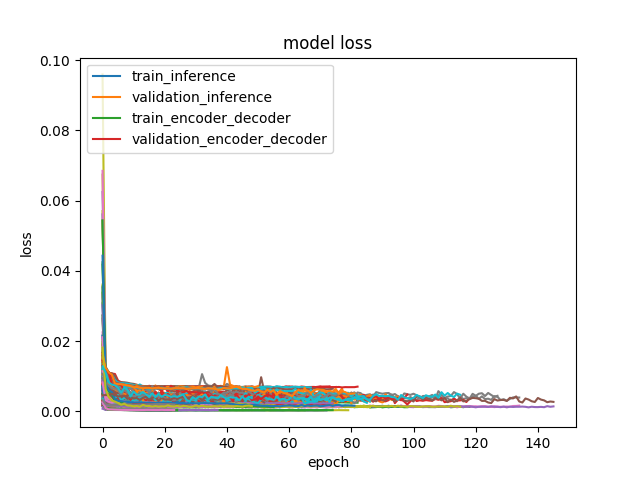 model loss
train_inference
validation_inference
train_encoder_decoder
validation_encoder_decoder
loss
0.10
0.08
0.06
0.04
0.02
0.00
0 20 40 60 80 100 120 140
epoch